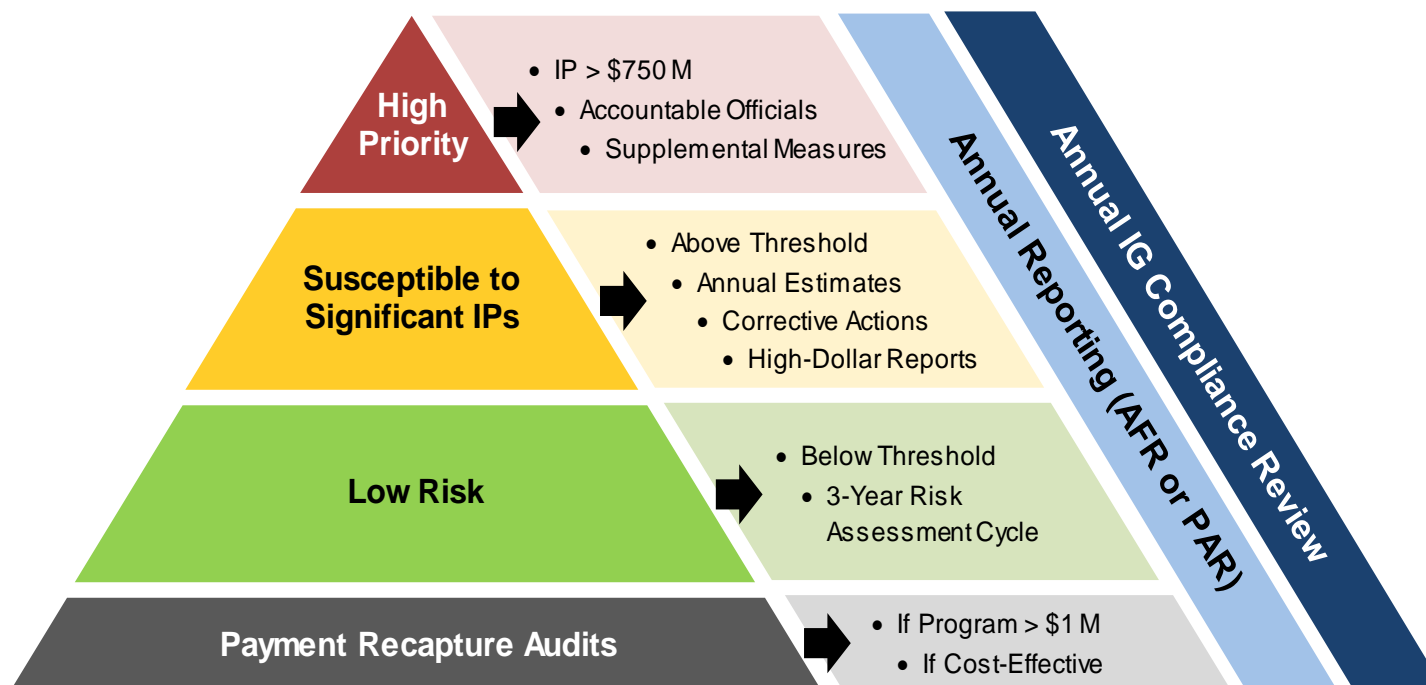 High
Priority
• IP > $750 M
• Accountable Officials
• Supplemental Measures
Susceptible to
Significant IPs
• Above Threshold
• Annual Estimates
• Corrective Actions
• High-Dollar Reports
Low Risk
• Below Threshold
• 3-Year Risk
Assessment Cycle
Payment Recapture Audits
• If Program > $1 M
• If Cost-Effective
Annual Reporting (AFR or PAR)
Annual IG Compliance Review